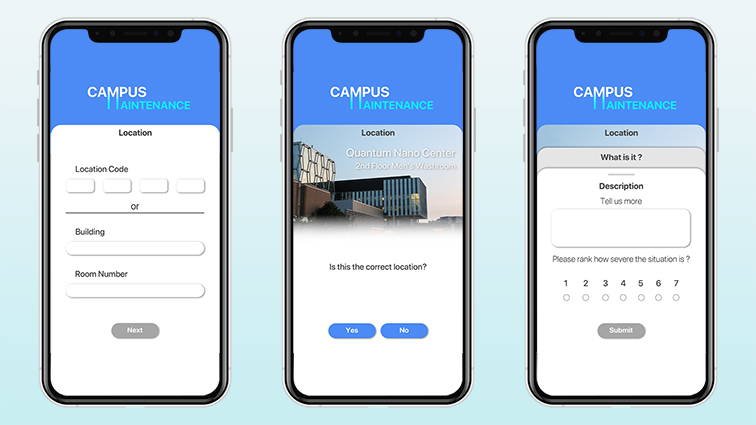 CAMPUS
MAINTENANCE
Location
Location Code
or
Building
Room Number
Next
CAMPUS
MAINTENANCE
Location
Quantum Nano Center
2nd Floor Men's Washroom
Is this the correct location?
Yes
No
CAMPUS
MAINTENANCE
Location
What is it ?
Description
Tell us more
Please rank how severe the situation is ?
1 2 3 4 5 6 7
Submit